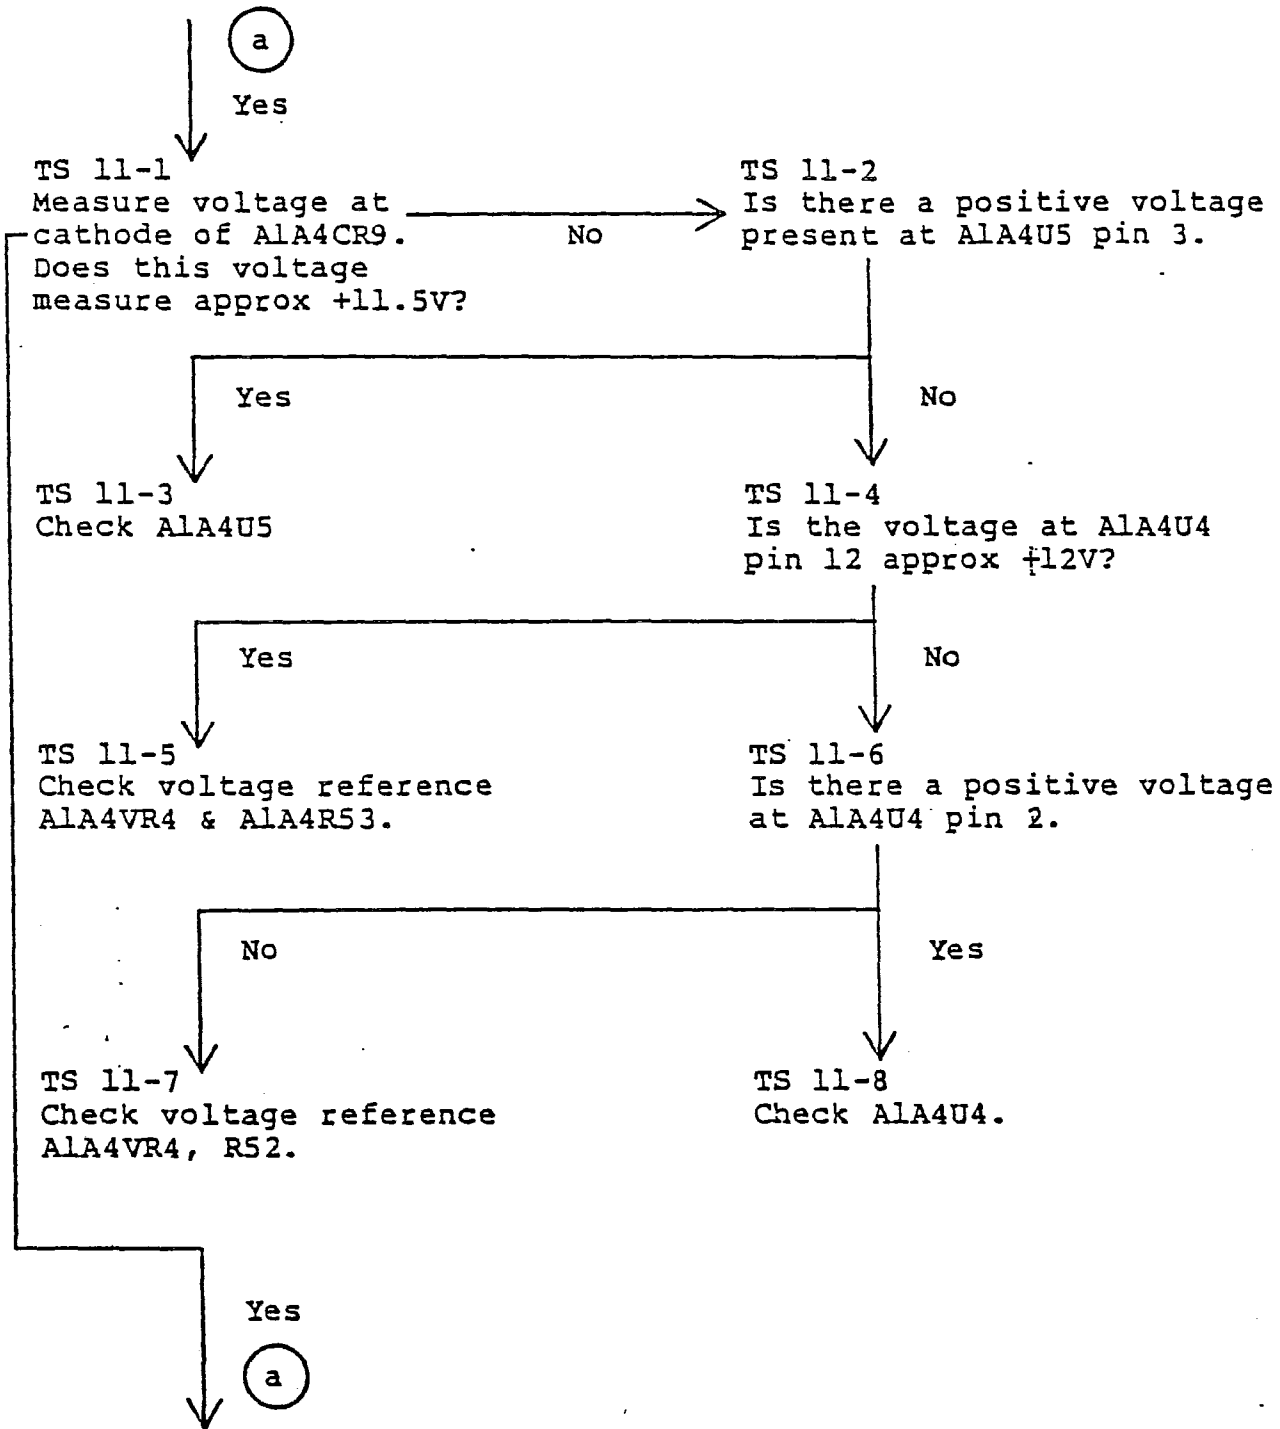 a
Yes
TS 11-1
Measure voltage at
cathode of A1A4CR9.
Does this voltage
measure approx +11.5V?
No
TS 11-2
Is there a positive voltage
present at A1A4U5 pin 3.
Yes
No
TS 11-3
Check A1A4U5
TS 11-4
Is the voltage at A1A4U4
pin 12 approx +12V?
Yes
No
TS 11-5
Check voltage reference
A1A4VR4 & A1A4R53.
TS 11-6
Is there a positive voltage
at A1A4U4 pin 2.
No
Yes
TS 11-7
Check voltage reference
A1A4VR4, R52.
TS 11-8
Check A1A4U4.
Yes
a